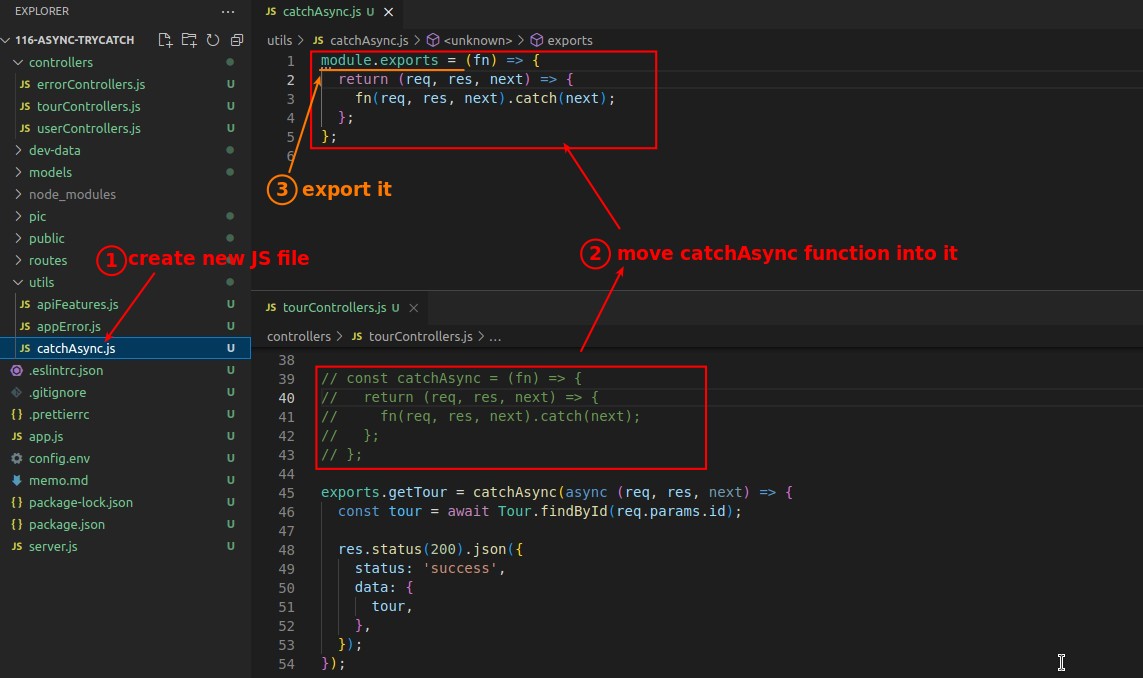 EXPLORER ...
116-ASYNC-TRYCATCH
controllers
JS errorControllers.js U
JS tourControllers.js U
JS userControllers.js U
dev-data
models
node_modules
pic
public
routes
utils
JS apiFeatures.js U
JS appError.js U
JS catchAsync.js U
.eslintrc.json U
.gitignore U
{} .prettierrc U
JS app.js U
config.env U
memo.md U
{} package-lock.json U
{} package.json U
JS server.js U
1 create new JS file
JS catchAsync.js U ×
utils > JS catchAsync.js > <unknown> > exports
1 module.exports = (fn) => {
2 return (req, res, next) => {
3 fn(req, res, next).catch(next);
4 };
5 };
6
3 export it
2 move catchAsync function into it
JS tourControllers.js U ×
controllers > JS tourControllers.js > ...
38
39 // const catchAsync = (fn) => {
40 //   return (req, res, next) => {
41 //     fn(req, res, next).catch(next);
42 //   };
43 // };
44
45 exports.getTour = catchAsync(async (req, res, next) => {
46 const tour = await Tour.findById(req.params.id);
47
48 res.status(200).json({
49 status: 'success',
50 data: {
51 tour,
52 },
53 });
54 });